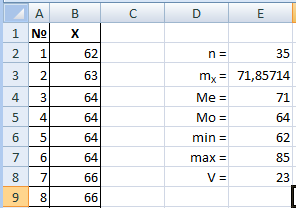 A B C D E
1 № X
2 1 62 n = 35
3 2 63 mx = 71,85714
4 3 64 Me = 71
5 4 64 Mo = 64
6 5 64 min = 62
7 6 64 max = 85
8 7 66 V = 23
9 8 66